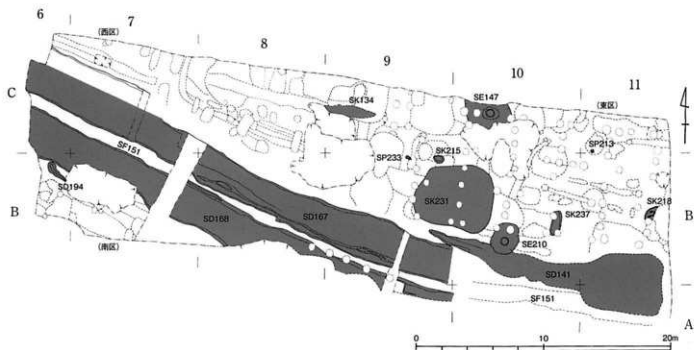 6 7 8 9 10 11
(西区)
C
SK134
SE147
(東区)
SF151
SP233
SK215
SP213
SD194
SK231
SK237
SK218
B
B
SD168
SD167
SE210
(南区)
SD141
SF151
A
0 10 20m